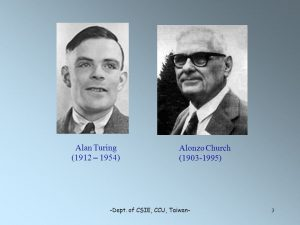 Alan Turing
(1912 – 1954)
Alonzo Church
(1903-1995)
-Dept. of CSIE, CCU, Taiwan-
3